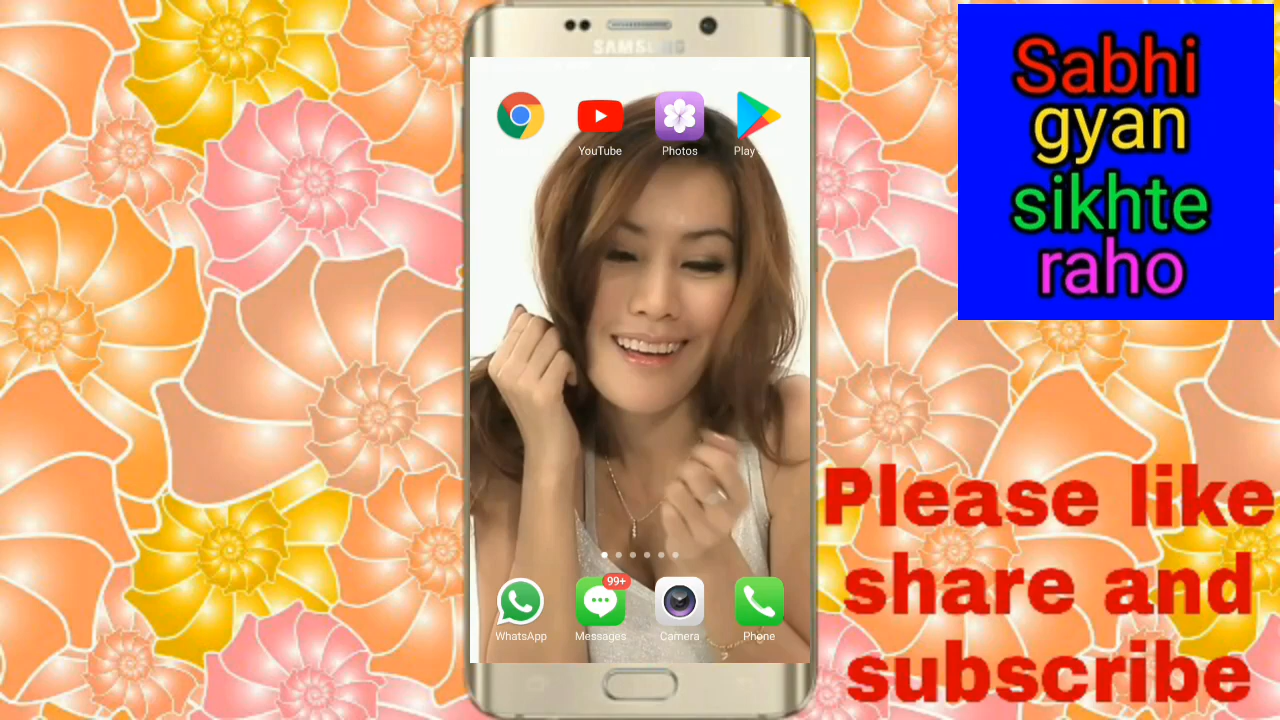 SAMSUNG
YouTube
Photos
Play
99+
WhatsApp
Messages
Camera
Phone
Sabhi
gyan
sikhte
raho
Please like
share and
subscribe